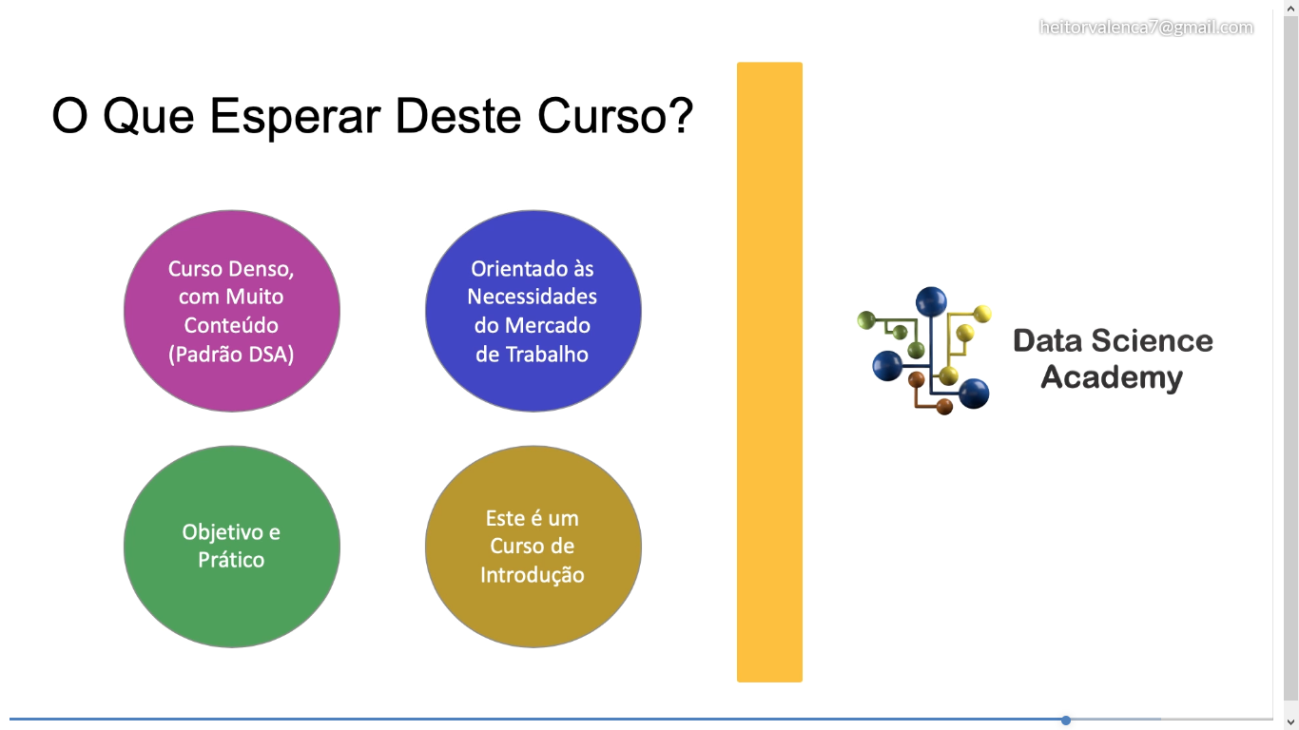 heitorvalenca7@gmail.com
O Que Esperar Deste Curso?
Curso Denso,
com Muito
Conteúdo
(Padrão DSA)
Orientado às
Necessidades
do Mercado
de Trabalho
Objetivo e
Prático
Este é um
Curso de
Introdução
Data Science
Academy